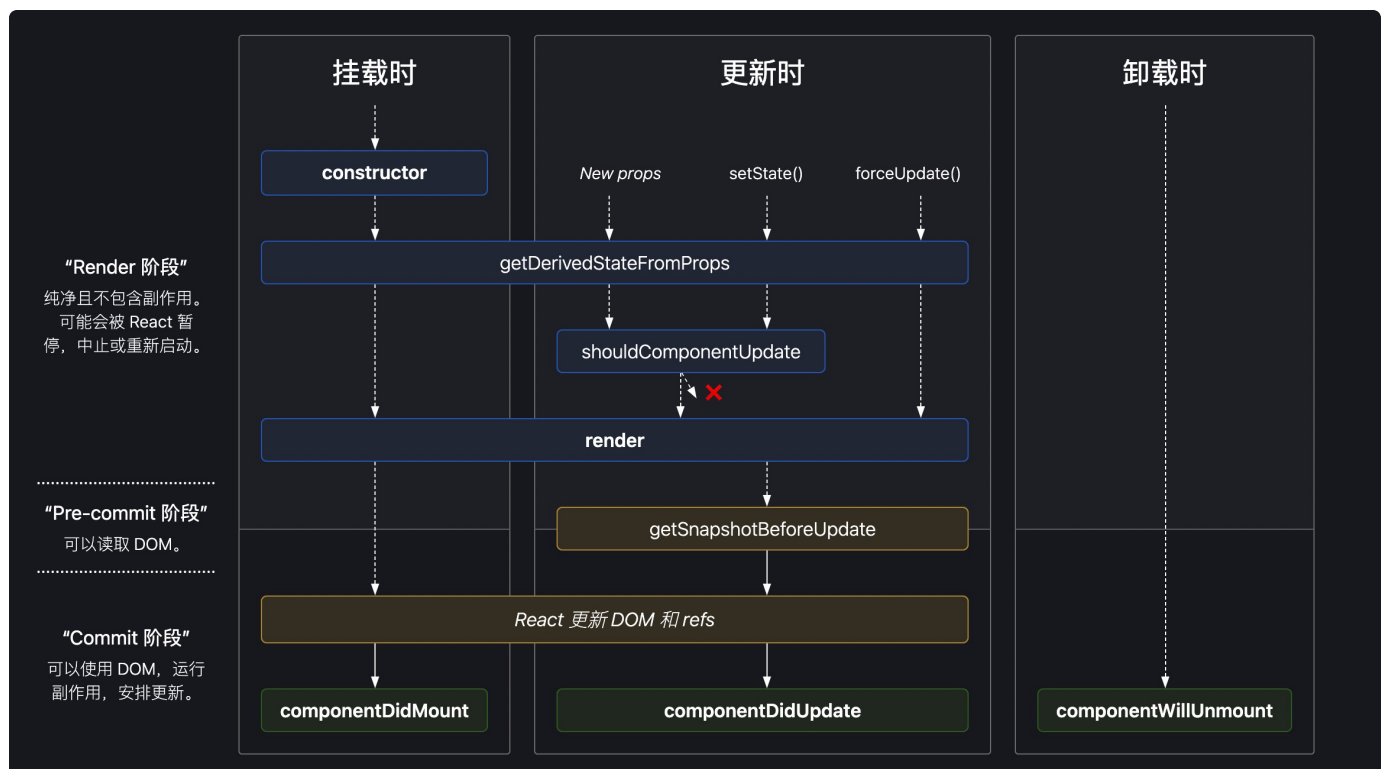 挂载时
更新时
卸载时
constructor
New props
setState()
forceUpdate()
“Render 阶段”
纯净且不包含副作用。
可能会被 React 暂
停，中止或重新启动。
getDerivedStateFromProps
shouldComponentUpdate
render
“Pre-commit 阶段”
可以读取 DOM。
getSnapshotBeforeUpdate
“Commit 阶段”
可以使用 DOM，运行
副作用，安排更新。
React 更新 DOM 和 refs
componentDidMount
componentDidUpdate
componentWillUnmount